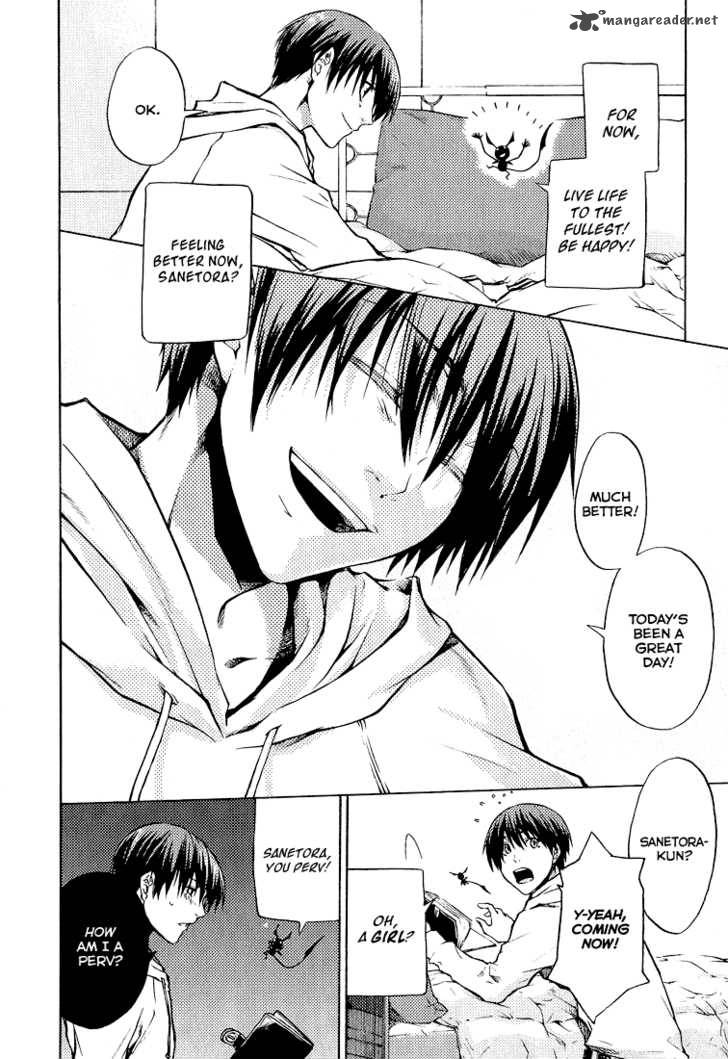 mangareader.net
FOR
NOW,
LIVE LIFE
TO THE
FULLEST!
BE HAPPY!
OK.
FEELING
BETTER NOW,
SANETORA?
MUCH
BETTER!
TODAY'S
BEEN A
GREAT
DAY!
SANETORA-
KUN?
Y-YEAH,
COMING
NOW!
OH,
A GIRL?
SANETORA,
YOU PERV!
HOW
AM I A
PERV?